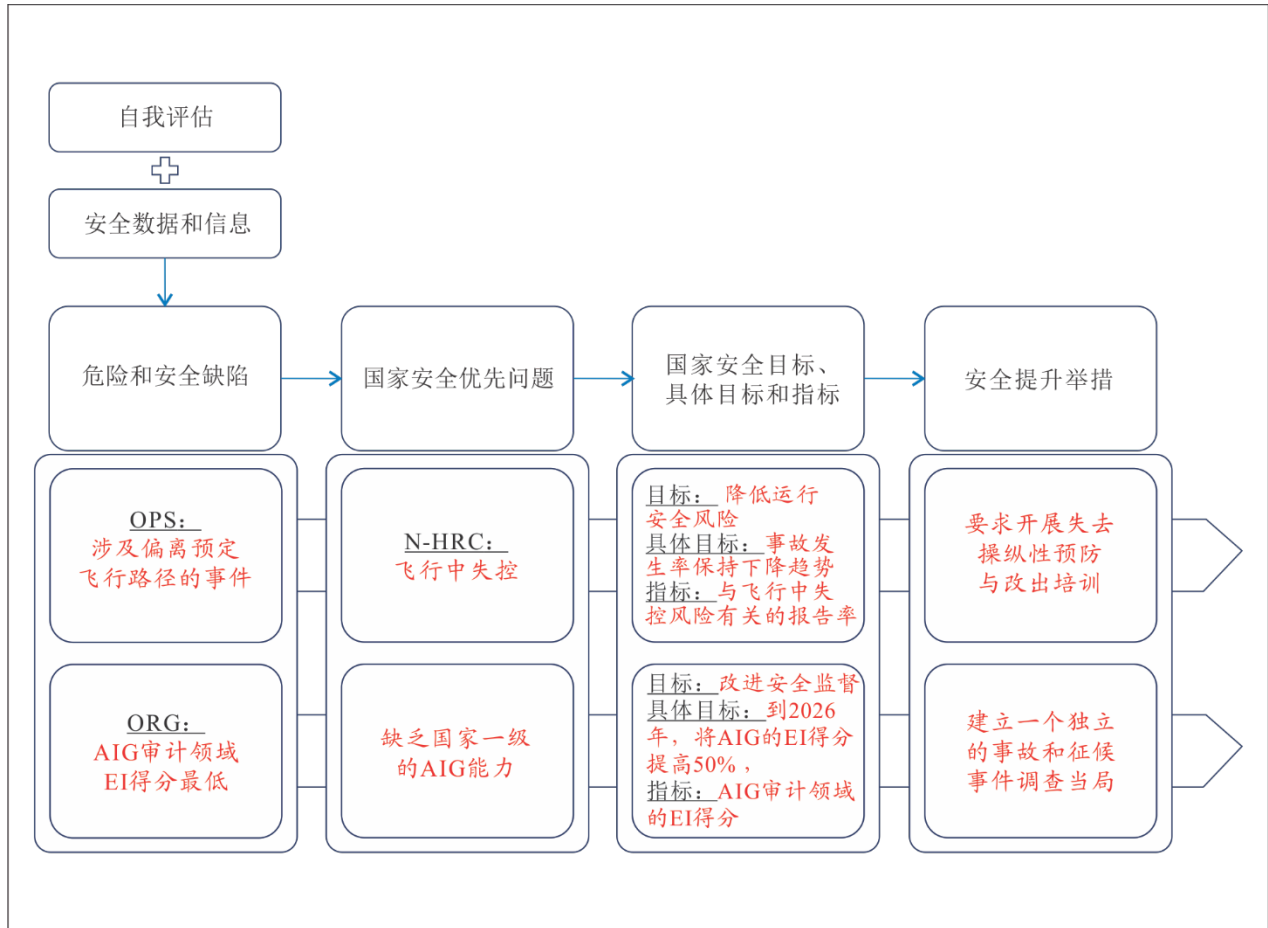 自我评估
安全数据和信息
危险和安全缺陷
国家安全优先问题
国家安全目标、
具体目标和指标
安全提升举措
OPS：
涉及偏离预定
飞行路径的事件
N-HRC：
飞行中失控
目标： 降低运行
安全风险
具体目标：事故发
生率保持下降趋势
指标：与飞行中失
控风险有关的报告率
要求开展失去
操纵性预防
与改出培训
ORG：
AIG审计领域
EI得分最低
缺乏国家一级
的AIG能力
目标：改进安全监督
具体目标：到2026
年，将AIG的EI得分
提高50%，
指标：AIG审计领域
的EI得分
建立一个独立
的事故和征候
事件调查当局